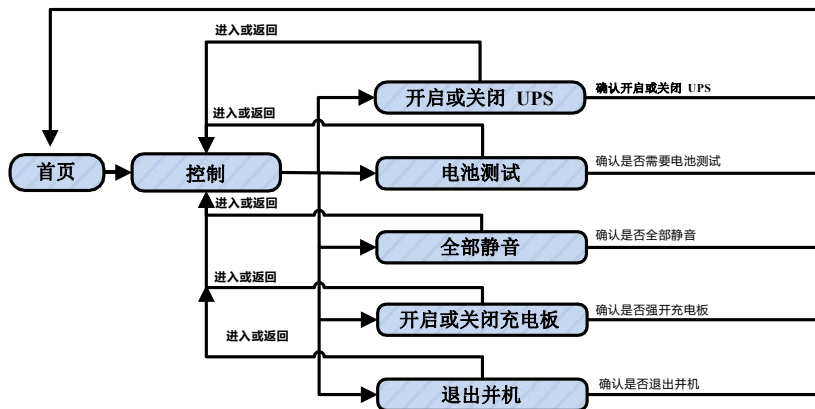 进入或返回
开启或关闭 UPS
确认开启或关闭 UPS
进入或返回
首页
控制
电池测试
确认是否需要电池测试
进入或返回
全部静音
确认是否全部静音
进入或返回
开启或关闭充电板
确认是否强开充电板
进入或返回
退出并机
确认是否退出并机